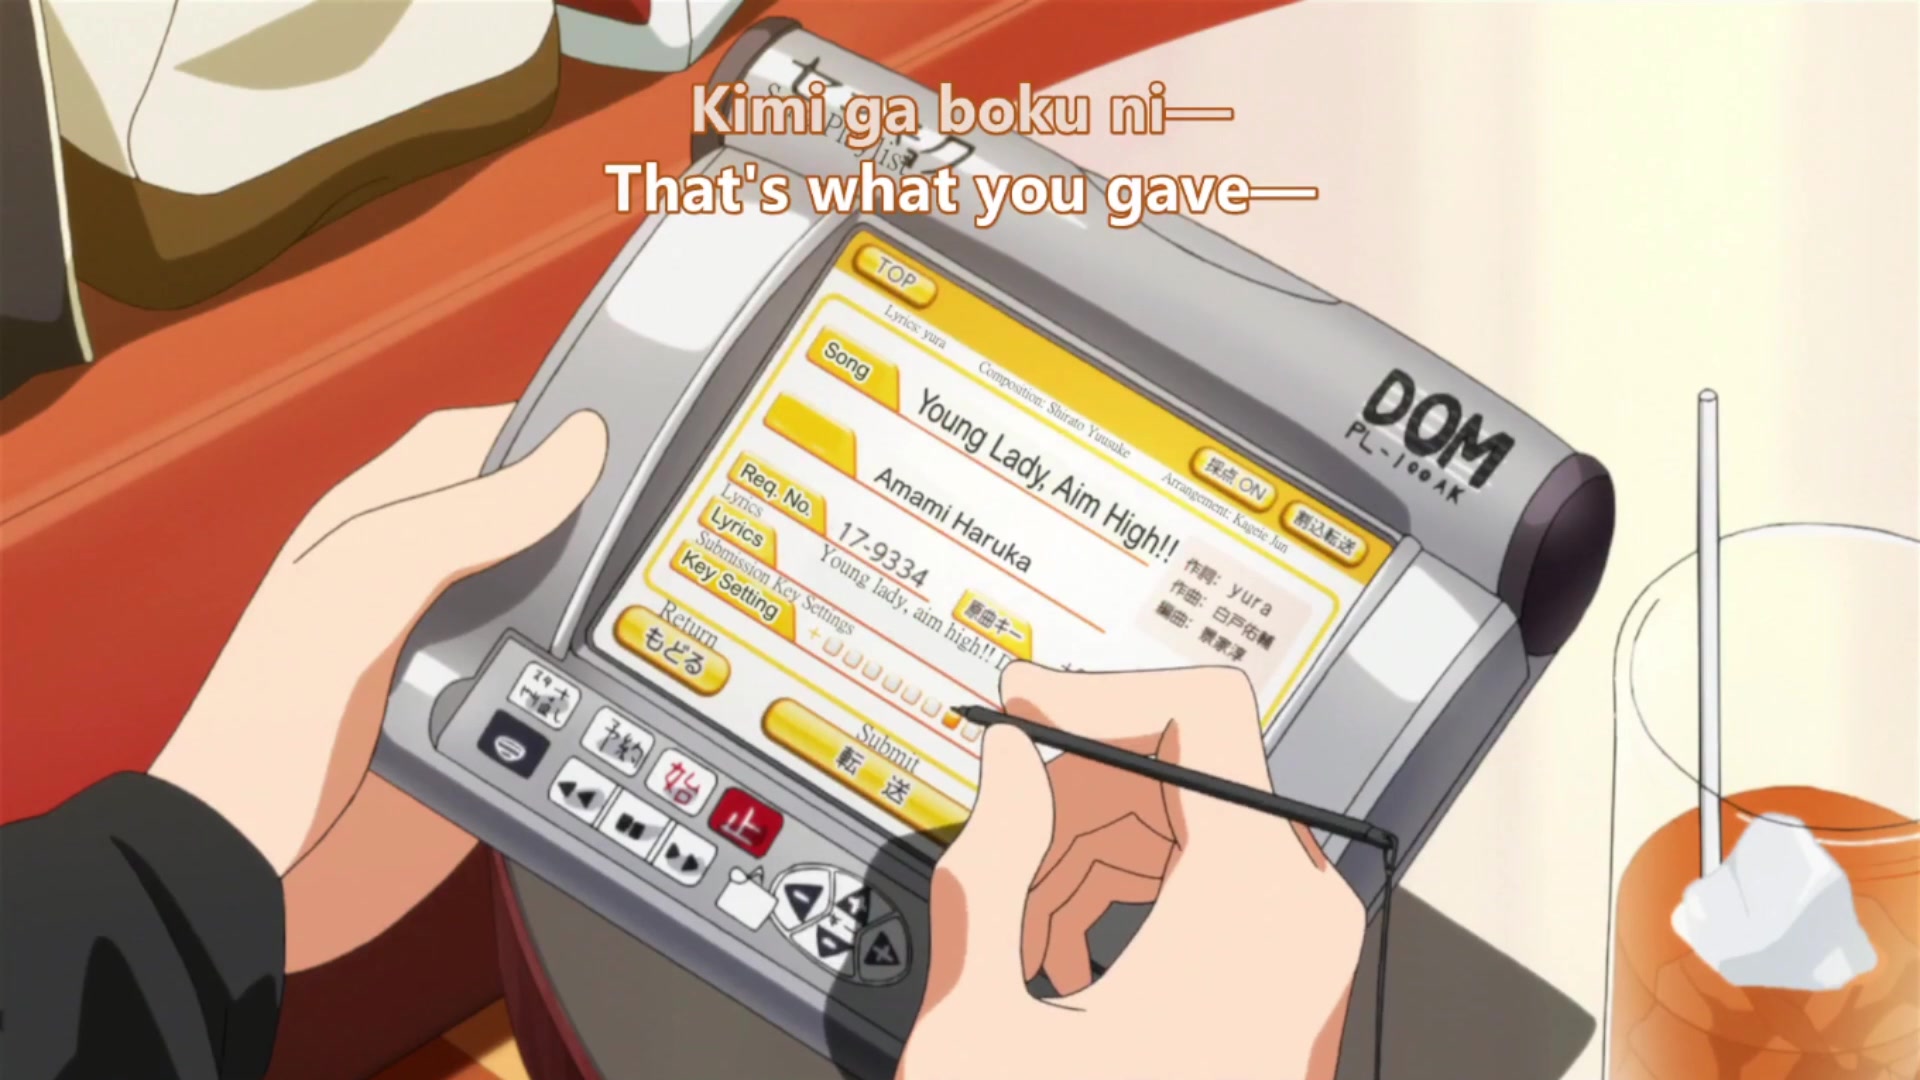 Kimi ga boku ni—
That's what you gave—
DOM
PL-100AK
TOP
Lyrics: yura
Composition: Shirato Yuusuke
Arrangement: Kageie Jun
採点 ON
割込転送
Song
Young Lady, Aim High!!
Amami Haruka
作詞: yura
作曲: 白戸佑輔
編曲: 景家淳
Req. No.
17-9334
Lyrics
Lyrics
Young lady, aim high!!
原曲キー
Submission Key Settings
Key Setting
Return
もどる
Submit
転送
予約
始
止